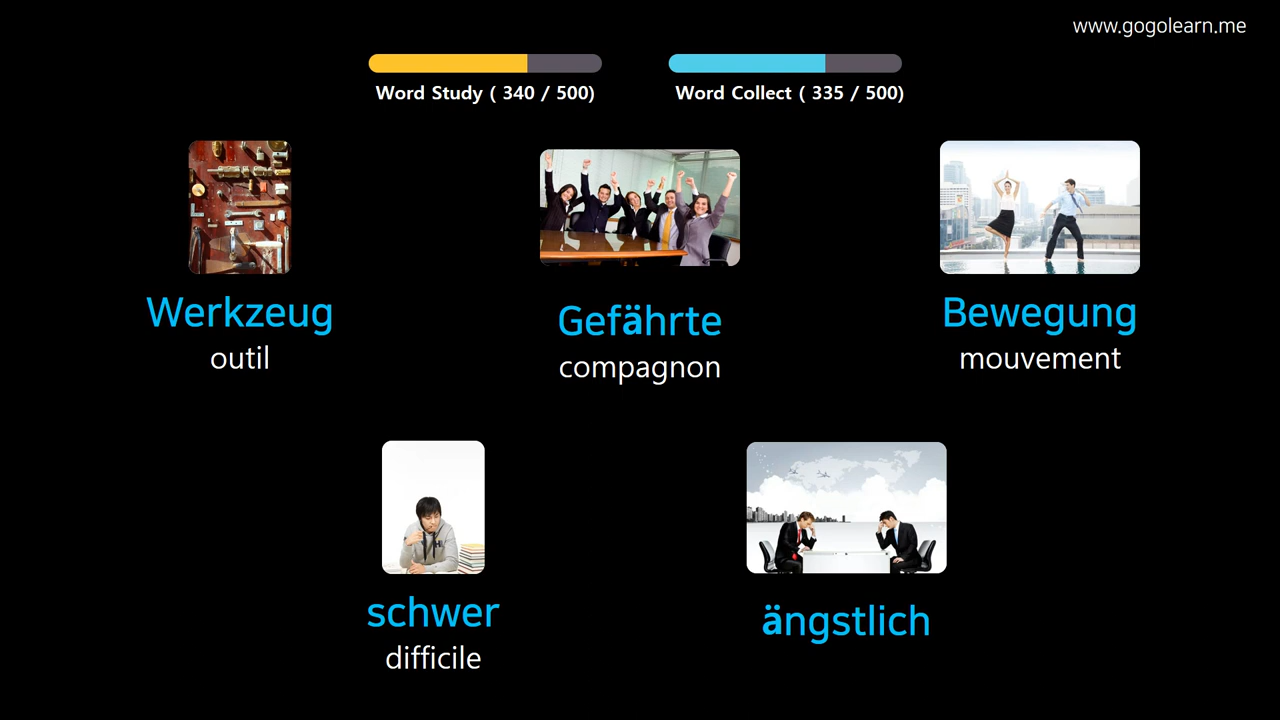 www.gogolearn.me
Word Study ( 340 / 500)
Word Collect ( 335 / 500)
Werkzeug
outil
Gefährte
compagnon
Bewegung
mouvement
schwer
difficile
ängstlich